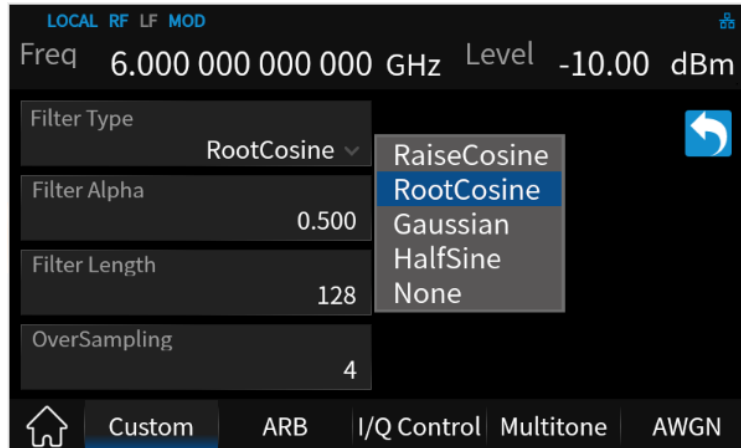 LOCAL RF LF MOD
Freq 6.000 000 000 000 GHz Level -10.00 dBm
Filter Type
RootCosine
Filter Alpha
0.500
Filter Length
128
OverSampling
4
RaiseCosine
RootCosine
Gaussian
HalfSine
None
Custom ARB I/Q Control Multitone AWGN